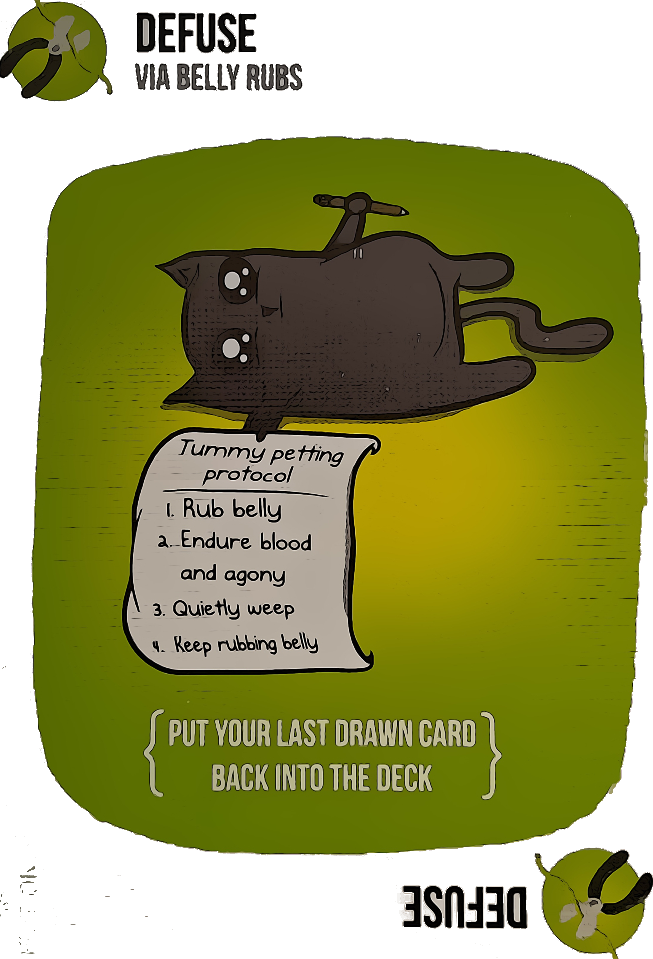 DEFUSE
VIA BELLY RUBS
Tummy petting
protocol
1. Rub belly
2. Endure blood
and agony
3. Quietly weep
4. Keep rubbing belly
PUT YOUR LAST DRAWN CARD
BACK INTO THE DECK
DEFUSE